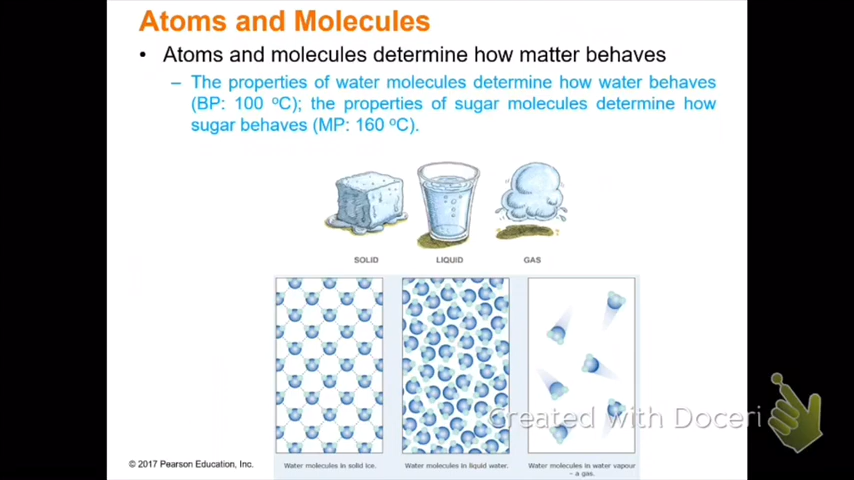 Atoms and Molecules
• Atoms and molecules determine how matter behaves
– The properties of water molecules determine how water behaves
(BP: 100 ºC); the properties of sugar molecules determine how
sugar behaves (MP: 160 ºC).
SOLID LIQUID GAS
Created with Doceri
© 2017 Pearson Education, Inc.
Water molecules in solid ice. Water molecules in liquid water. Water molecules in water vapour
– a gas.